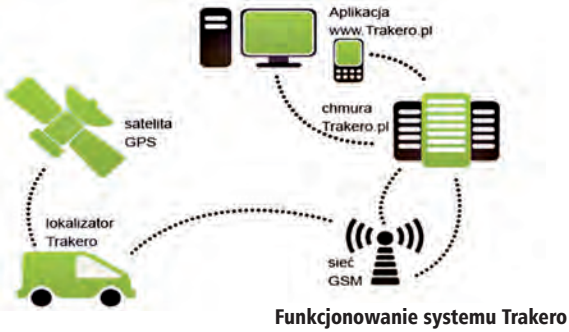 Aplikacja
www.Trakero.pl
chmura
Trakero.pl
satelita
GPS
lokalizator
Trakero
sieć
GSM
Funkcjonowanie systemu Trakero